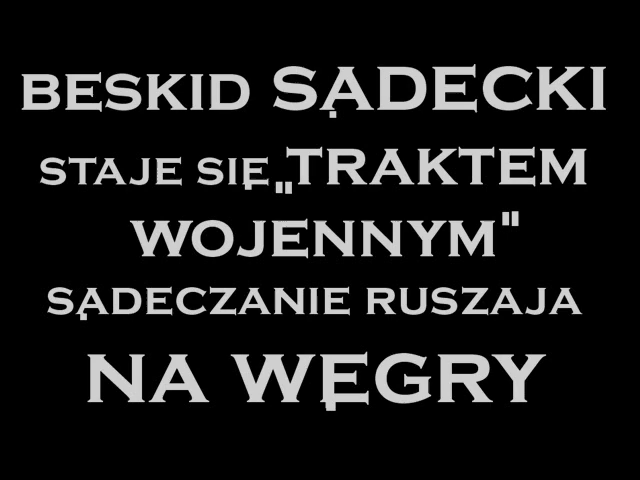 BESKID SĄDECKI
STAJE SIĘ „TRAKTEM
WOJENNYM"
SĄDECZANIE RUSZAJA
NA WĘGRY